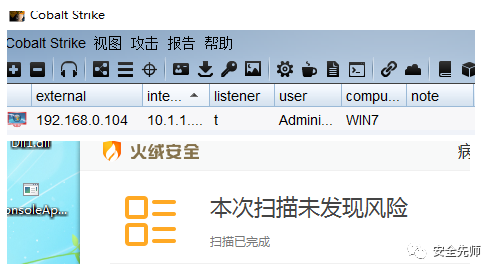 Cobalt Strike
Cobalt Strike 视图 攻击 报告 帮助
external inte... listener user compu... note
192.168.0.104 10.1.1.... t Admini... WIN7
Dll1.dll
火绒安全
病
onsoleAp...
本次扫描未发现风险
扫描已完成
安全先师